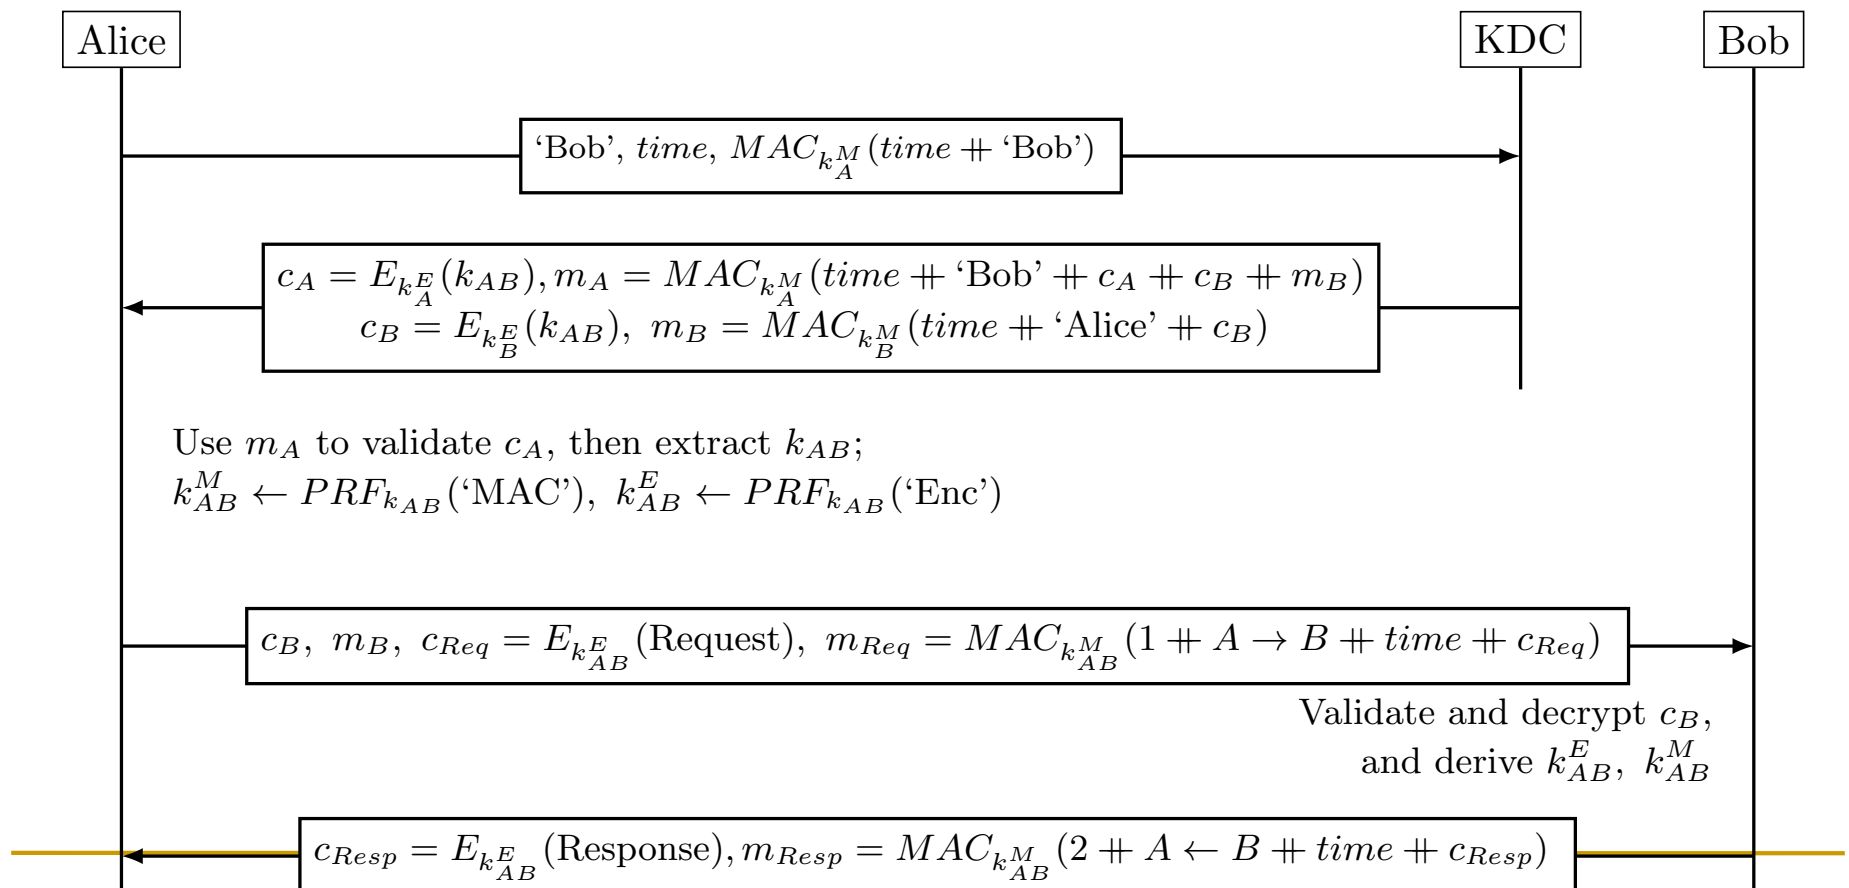 Alice KDC Bob
‘Bob’, time, MAC_{k_A^M}(time ⧺ ‘Bob’)
c_A = E_{k_A^E}(k_{AB}), m_A = MAC_{k_A^M}(time ⧺ ‘Bob’ ⧺ c_A ⧺ c_B ⧺ m_B)
c_B = E_{k_B^E}(k_{AB}), m_B = MAC_{k_B^M}(time ⧺ ‘Alice’ ⧺ c_B)
Use m_A to validate c_A, then extract k_{AB};
k_{AB}^M ← PRF_{k_{AB}}(‘MAC’), k_{AB}^E ← PRF_{k_{AB}}(‘Enc’)
c_B, m_B, c_{Req} = E_{k_{AB}^E}(Request), m_{Req} = MAC_{k_{AB}^M}(1 ⧺ A → B ⧺ time ⧺ c_{Req})
Validate and decrypt c_B,
and derive k_{AB}^E, k_{AB}^M
c_{Resp} = E_{k_{AB}^E}(Response), m_{Resp} = MAC_{k_{AB}^M}(2 ⧺ A ← B ⧺ time ⧺ c_{Resp})